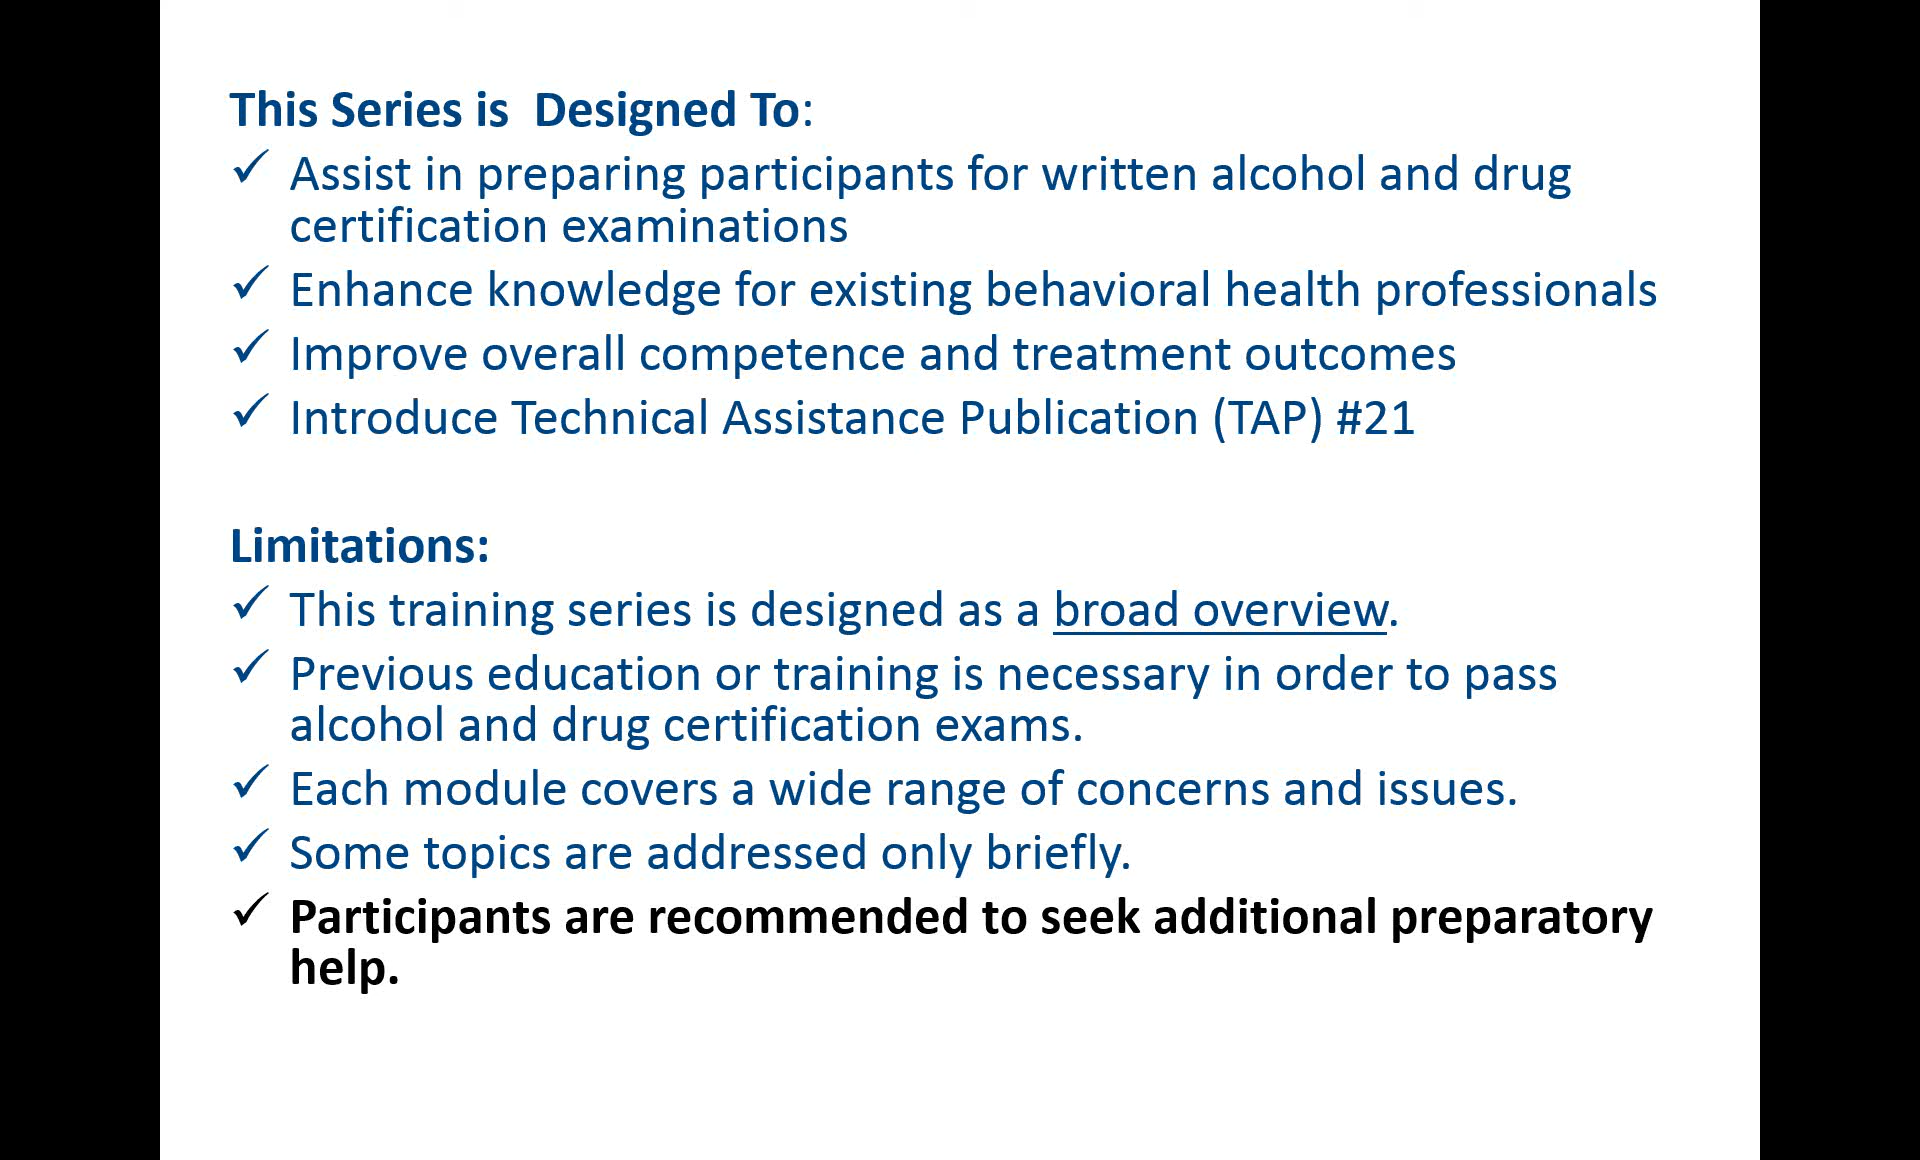 This Series is  Designed To:
✓ Assist in preparing participants for written alcohol and drug
certification examinations
✓ Enhance knowledge for existing behavioral health professionals
✓ Improve overall competence and treatment outcomes
✓ Introduce Technical Assistance Publication (TAP) #21
Limitations:
✓ This training series is designed as a broad overview.
✓ Previous education or training is necessary in order to pass
alcohol and drug certification exams.
✓ Each module covers a wide range of concerns and issues.
✓ Some topics are addressed only briefly.
✓ Participants are recommended to seek additional preparatory
help.